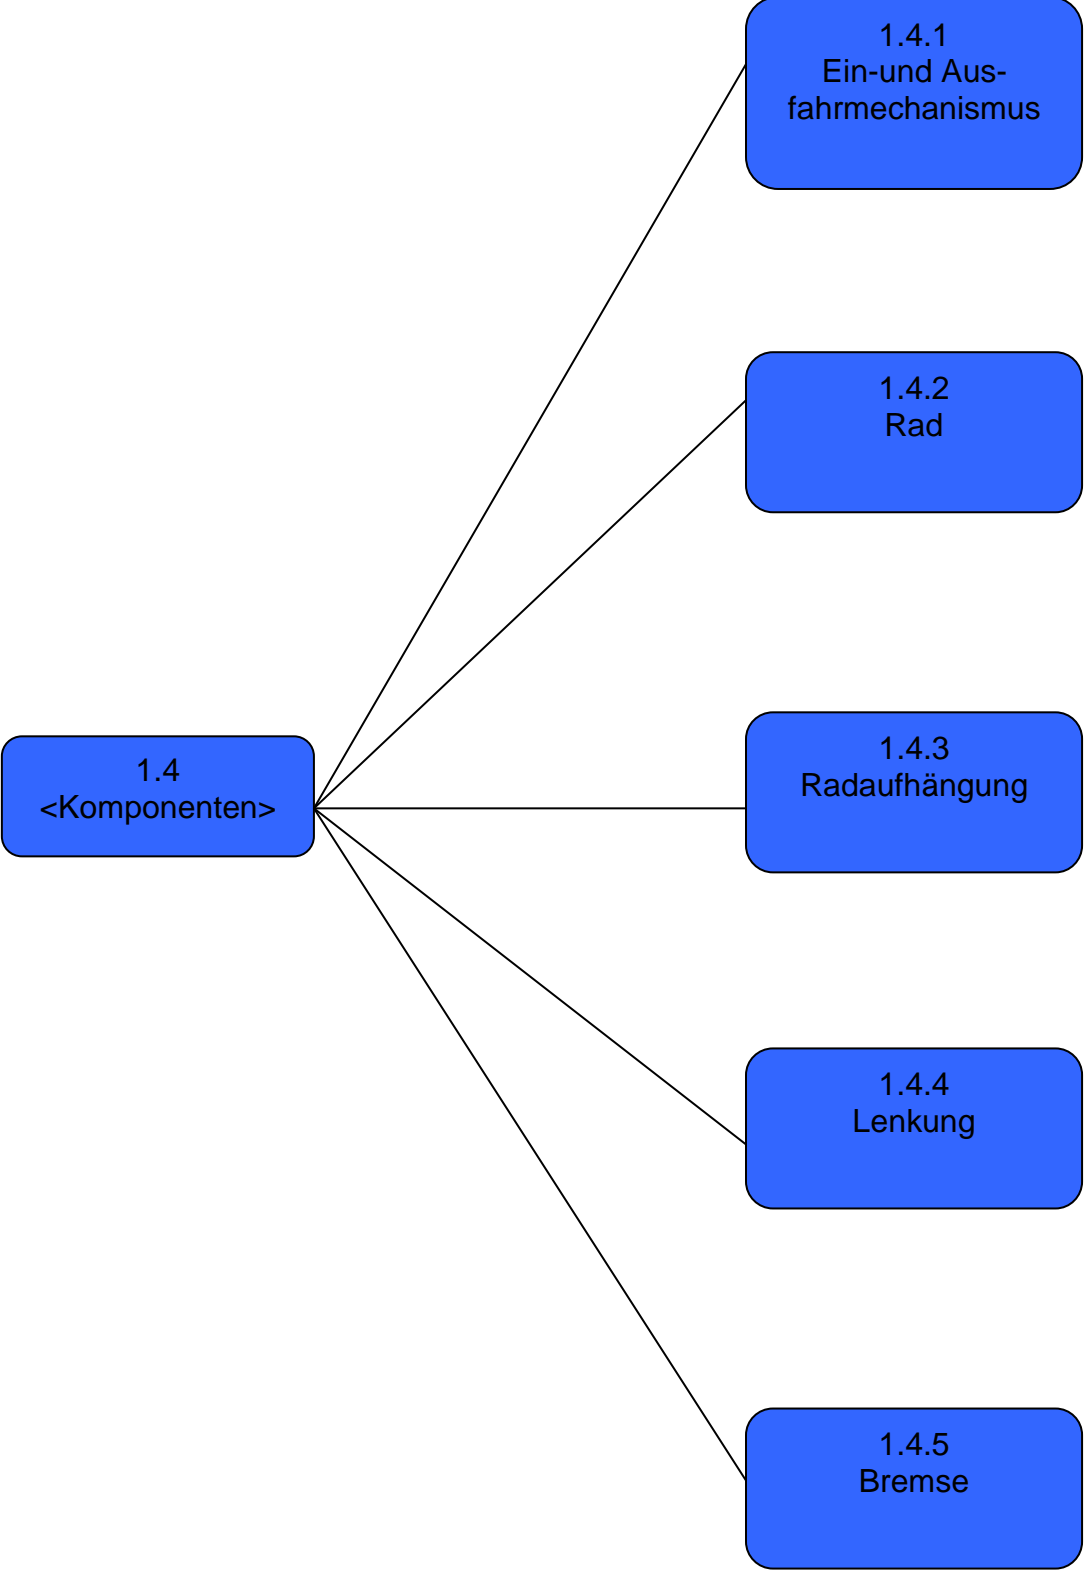 1.4.1
Ein-und Aus-
fahrmechanismus
1.4.2
Rad
1.4.3
Radaufhängung
1.4
<Komponenten>
1.4.4
Lenkung
1.4.5
Bremse